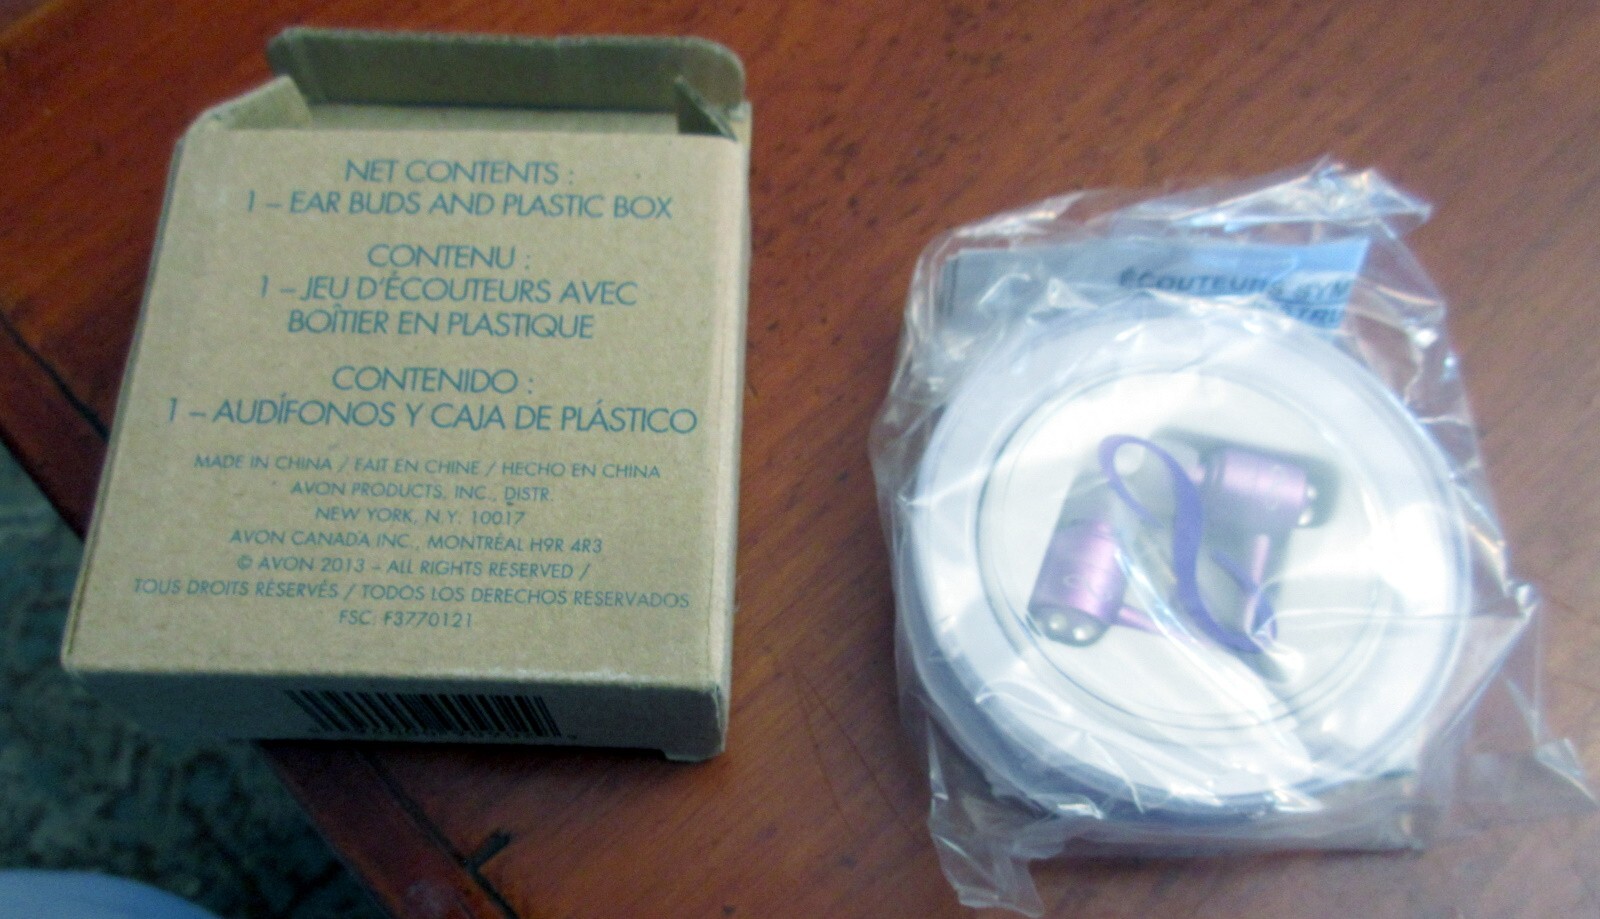 NET CONTENTS :
1 – EAR BUDS AND PLASTIC BOX
CONTENU :
1 – JEU D'ÉCOUTEURS AVEC
BOÎTIER EN PLASTIQUE
CONTENIDO :
1 – AUDÍFONOS Y CAJA DE PLÁSTICO
MADE IN CHINA / FAIT EN CHINE / HECHO EN CHINA
AVON PRODUCTS, INC., DISTR.
NEW YORK, N.Y. 10017
AVON CANADA INC., MONTRÉAL H9R 4R3
© AVON 2013 – ALL RIGHTS RESERVED /
TOUS DROITS RÉSERVÉS / TODOS LOS DERECHOS RESERVADOS
FSC: F3770121
ÉCOUTEURS